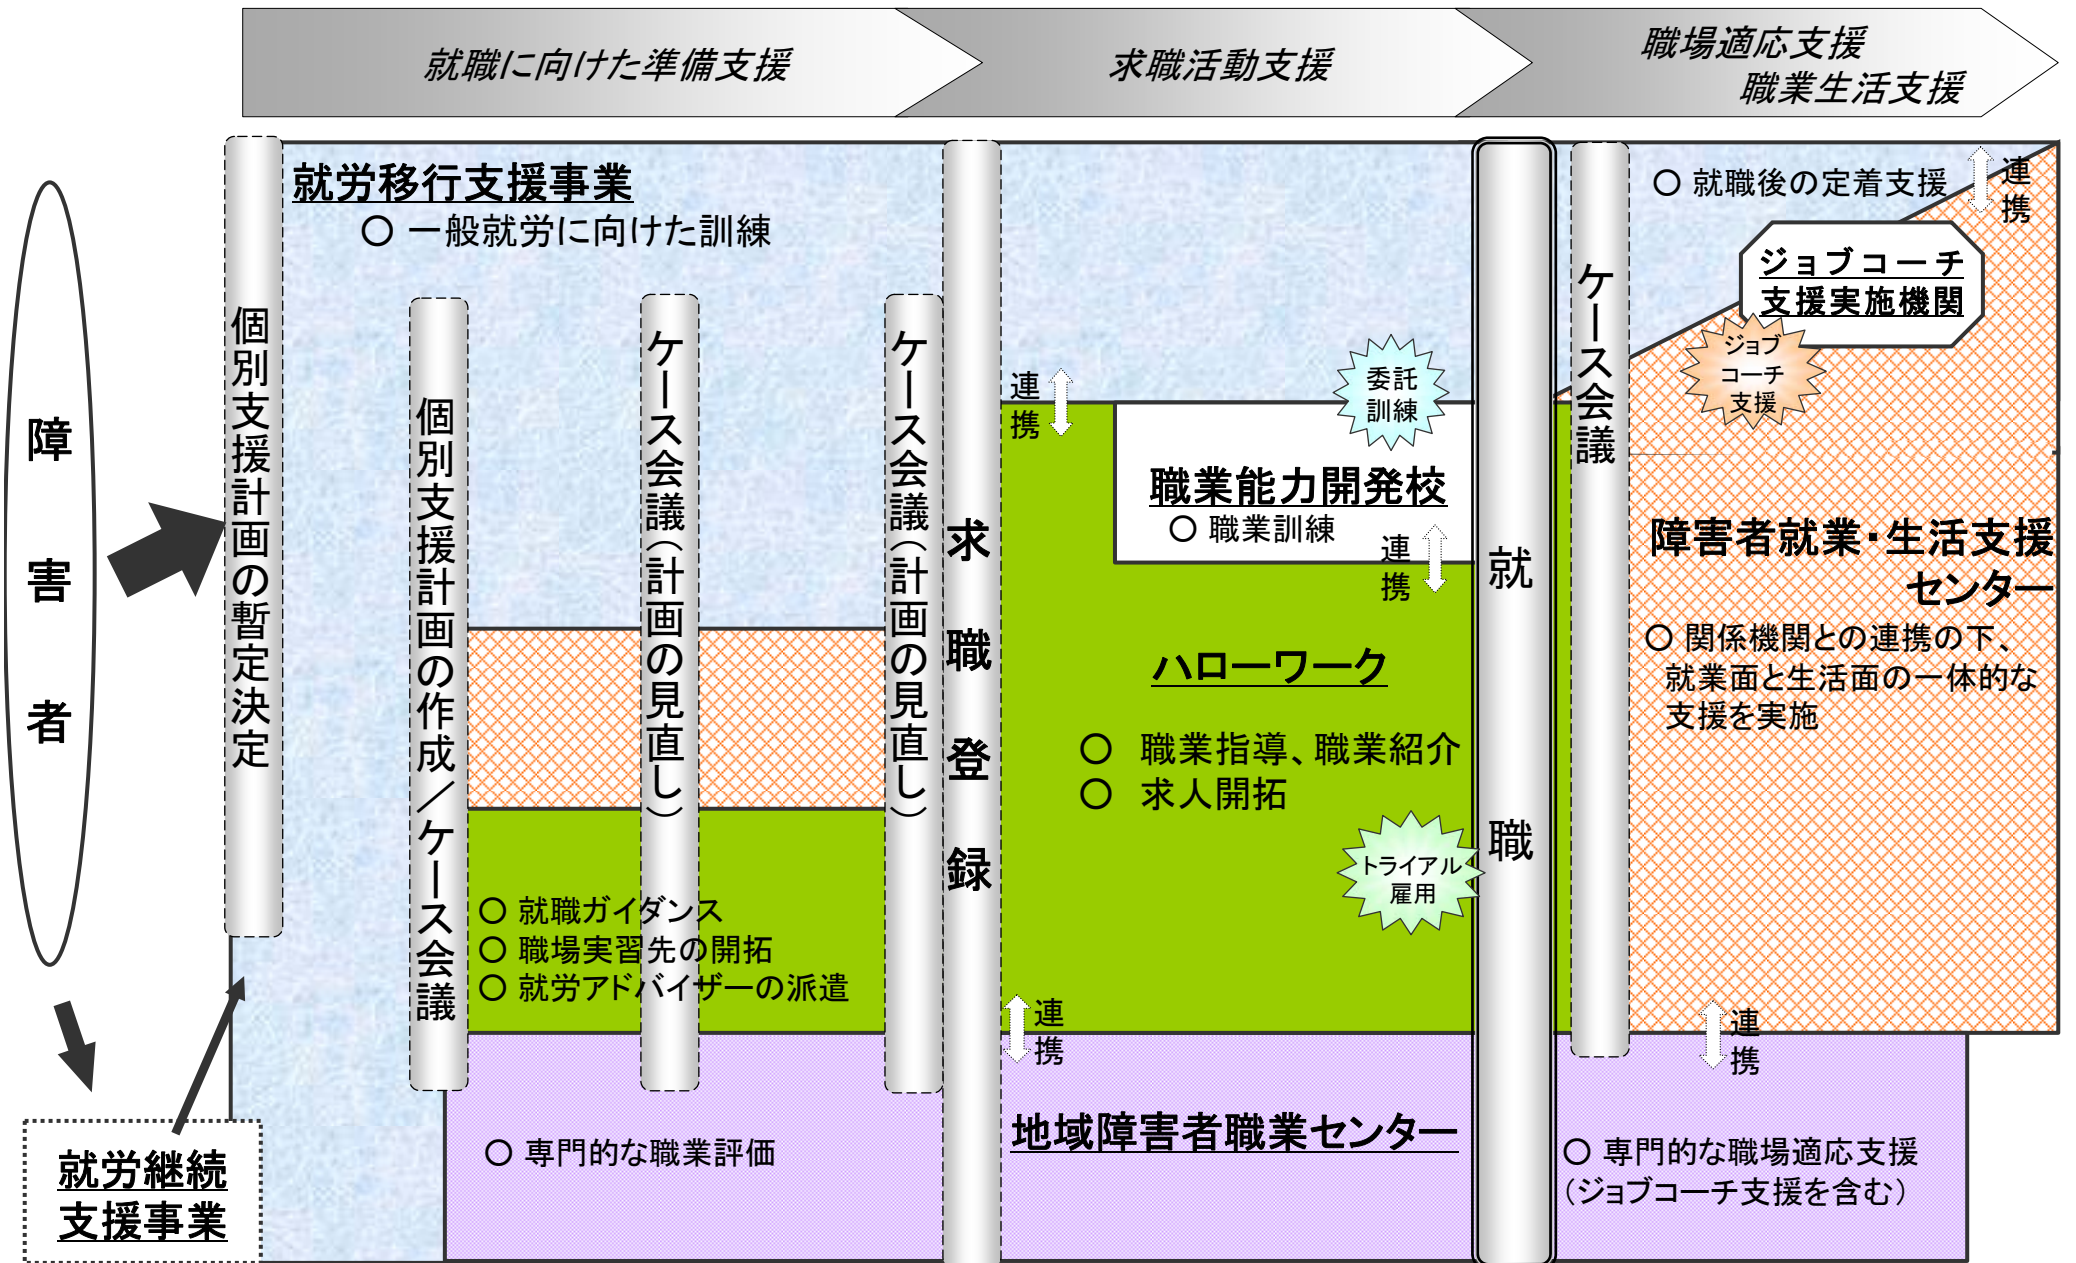 就職に向けた準備支援
求職活動支援
職場適応支援
職業生活支援
障害者
個別支援計画の暫定決定
就労移行支援事業
○ 一般就労に向けた訓練
個別支援計画の作成／ケース会議
ケース会議（計画の見直し）
ケース会議（計画の見直し）
求職登録
○ 就職ガイダンス
○ 職場実習先の開拓
○ 就労アドバイザーの派遣
○ 専門的な職業評価
就労継続
支援事業
連携
委託
訓練
職業能力開発校
○ 職業訓練
連携
ハローワーク
○ 職業指導、職業紹介
○ 求人開拓
トライアル
雇用
連携
地域障害者職業センター
就職
ケース会議
○ 就職後の定着支援
連携
ジョブコーチ
支援実施機関
ジョブ
コーチ
支援
障害者就業・生活支援
センター
○ 関係機関との連携の下、
就業面と生活面の一体的な
支援を実施
連携
○ 専門的な職場適応支援
（ジョブコーチ支援を含む）